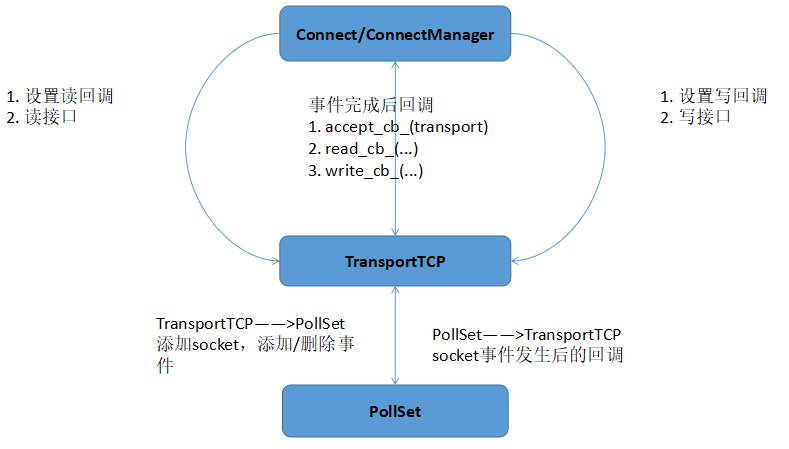 Connect/ConnectManager
1. 设置读回调
2. 读接口
事件完成后回调
1. accept_cb_(transport)
2. read_cb_(...)
3. write_cb_(...)
1. 设置写回调
2. 写接口
TransportTCP
TransportTCP——>PollSet
添加socket，添加/删除事
件
PollSet——>TransportTCP
socket事件发生后的回调
PollSet